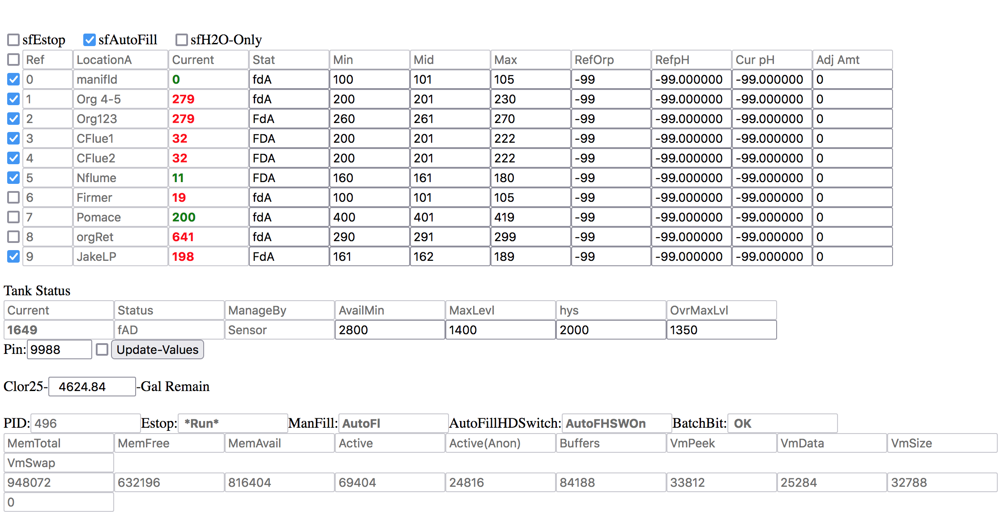 sfEstop sfAutoFill sfH2O-Only
Ref LocationA Current Stat Min Mid Max RefOrp RefpH Cur pH Adj Amt
0 manifld 0 fdA 100 101 105 -99 -99.000000 -99.000000 0
1 Org 4-5 279 fdA 200 201 230 -99 -99.000000 -99.000000 0
2 Org123 279 FdA 260 261 270 -99 -99.000000 -99.000000 0
3 CFlue1 32 FDA 200 201 222 -99 -99.000000 -99.000000 0
4 CFlue2 32 FDA 200 201 222 -99 -99.000000 -99.000000 0
5 Nflume 11 FDA 160 161 180 -99 -99.000000 -99.000000 0
6 Firmer 19 fdA 100 101 105 -99 -99.000000 -99.000000 0
7 Pomace 200 fdA 400 401 419 -99 -99.000000 -99.000000 0
8 orgRet 641 fdA 290 291 299 -99 -99.000000 -99.000000 0
9 JakeLP 198 FdA 161 162 189 -99 -99.000000 -99.000000 0
Tank Status
Current Status ManageBy AvailMin MaxLevl hys OvrMaxLvl
1649 fAD Sensor 2800 1400 2000 1350
Pin: 9988 Update-Values
Clor25- 4624.84 -Gal Remain
PID: 496 Estop: *Run* ManFill: AutoFl AutoFillHDSwitch: AutoFHSWOn BatchBit: OK
MemTotal MemFree MemAvail Active Active(Anon) Buffers VmPeek VmData VmSize
VmSwap
948072 632196 816404 69404 24816 84188 33812 25284 32788
0